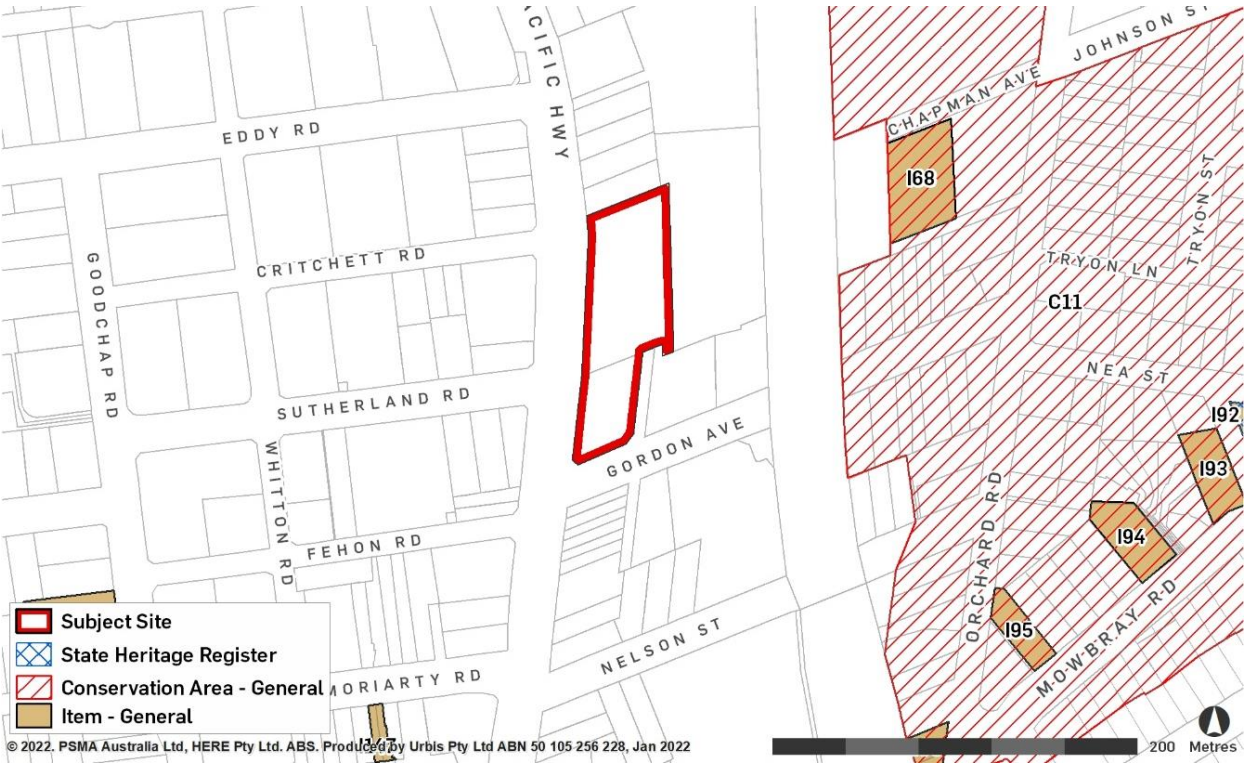 PACIFIC HWY
JOHNSON ST
CHAPMAN AVE
EDDY RD
I68
TRYON ST
CRITCHETT RD
TRYON LN
GOODCHAP RD
C11
NEA ST
SUTHERLAND RD
I92
GORDON AVE
I93
WHITTON RD
ORCHARD RD
I94
FEHON RD
I95
MOWBRAY RD
NELSON ST
MORIARTY RD
Subject Site
State Heritage Register
Conservation Area - General
Item - General
© 2022. PSMA Australia Ltd, HERE Pty Ltd. ABS. Produced by Urbis Pty Ltd ABN 50 105 256 228, Jan 2022
200 Metres